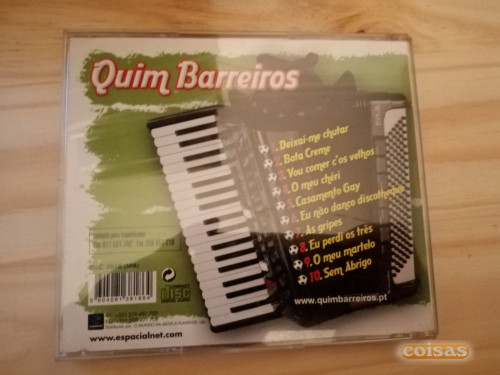 Quim Barreiros
1. Deixai-me chutar
2. Bota Creme
3. Vou comer c'os velhos
4. O meu chéri
5. Casamento Gay
6. Eu não danço discotheque
7. As gripes
8. Eu perdi os três
9. O meu martelo
10. Sem Abrigo
www.quimbarreiros.pt
disc
www.espacialnet.com
coisas